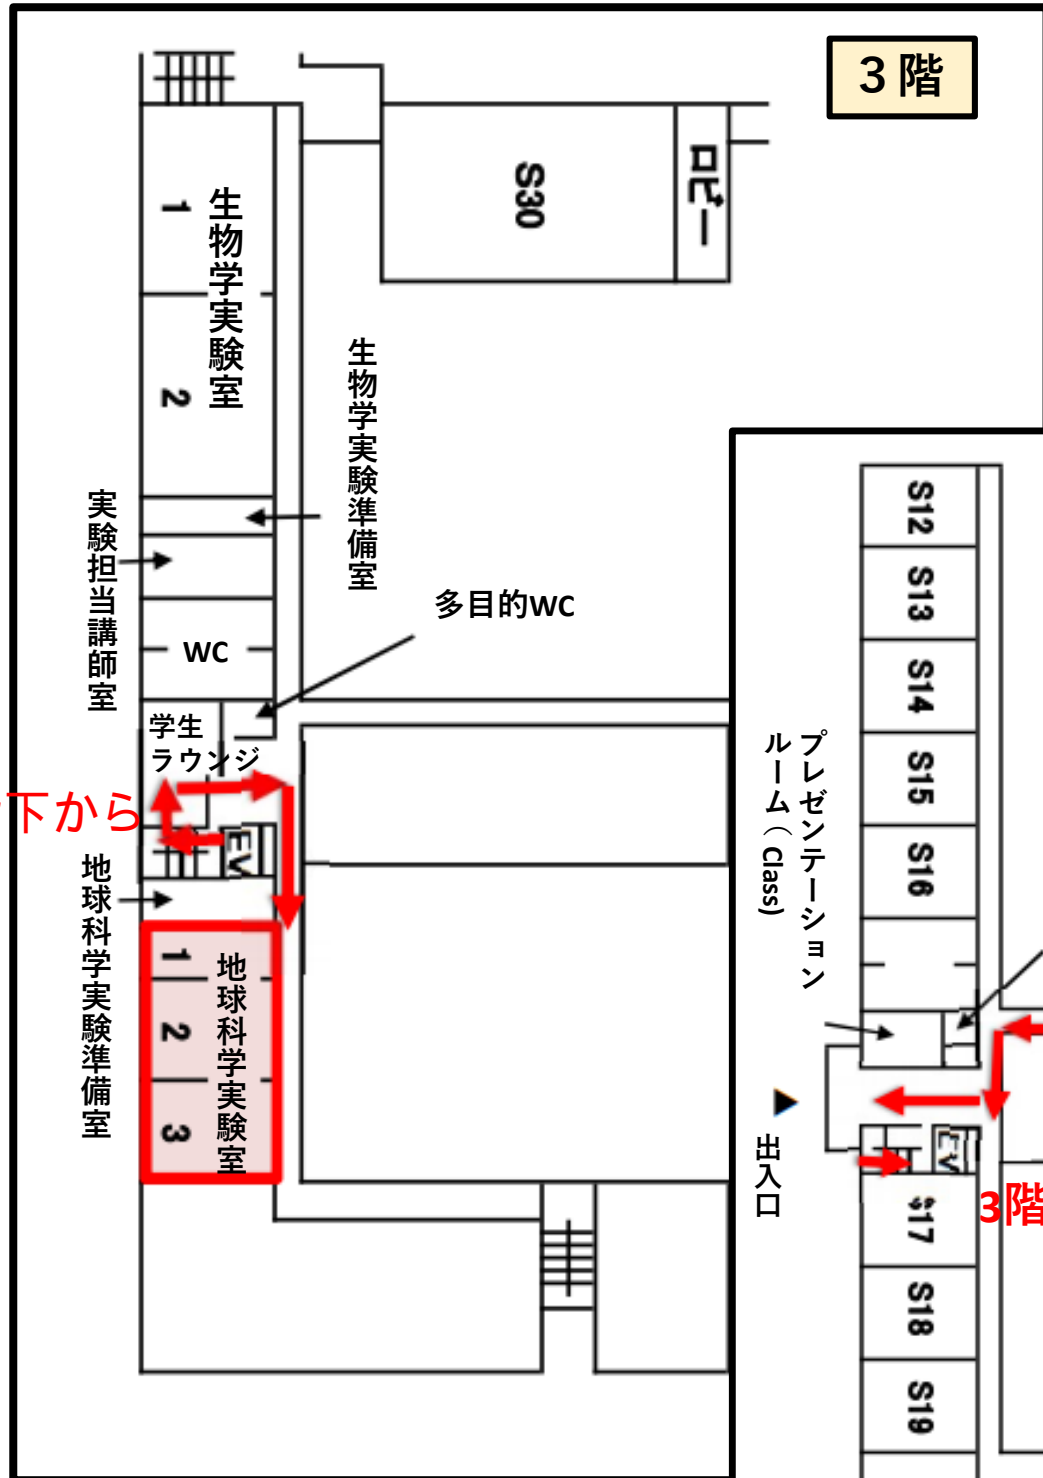 3階
S30
ロビー
生物学実験室
1
2
生物学実験準備室
実験担当講師室
多目的WC
WC
学生
ラウンジ
下から
EV
地球科学実験準備室
地球科学実験室
1
2
3
S12
S13
S14
S15
S16
プレゼンテーション
ルーム(Class)
出入口
EV
3階
S17
S18
S19